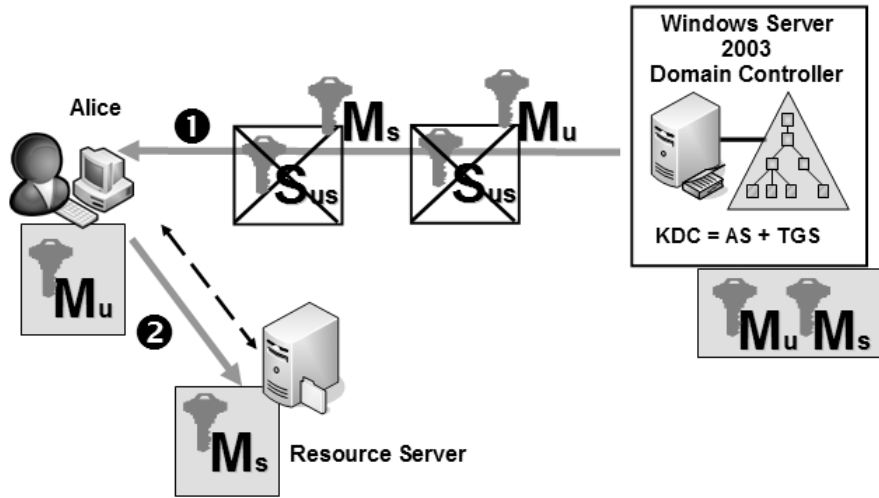 Windows Server
2003
Domain Controller
Alice
❶
Ms
Mu
Sus
Sus
KDC = AS + TGS
Mu
Mu Ms
❷
Ms
Resource Server